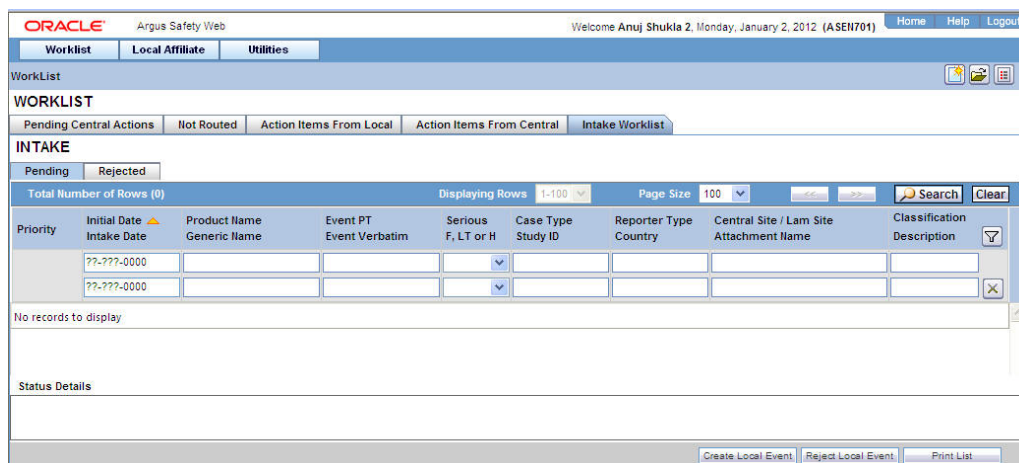 ORACLE Argus Safety Web Welcome Anuj Shukla 2, Monday, January 2, 2012 (ASEN701) Home Help Logout
Worklist Local Affiliate Utilities
WorkList
WORKLIST
Pending Central Actions Not Routed Action Items From Local Action Items From Central Intake Worklist
INTAKE
Pending Rejected
Total Number of Rows (0) Displaying Rows 1-100 Page Size 100 << >> Search Clear
Priority Initial Date Product Name Event PT Serious Case Type Reporter Type Central Site / Lam Site Classification
Intake Date Generic Name Event Verbatim F, LT or H Study ID Country Attachment Name Description
??-???-0000
??-???-0000
No records to display
Status Details
Create Local Event Reject Local Event Print List